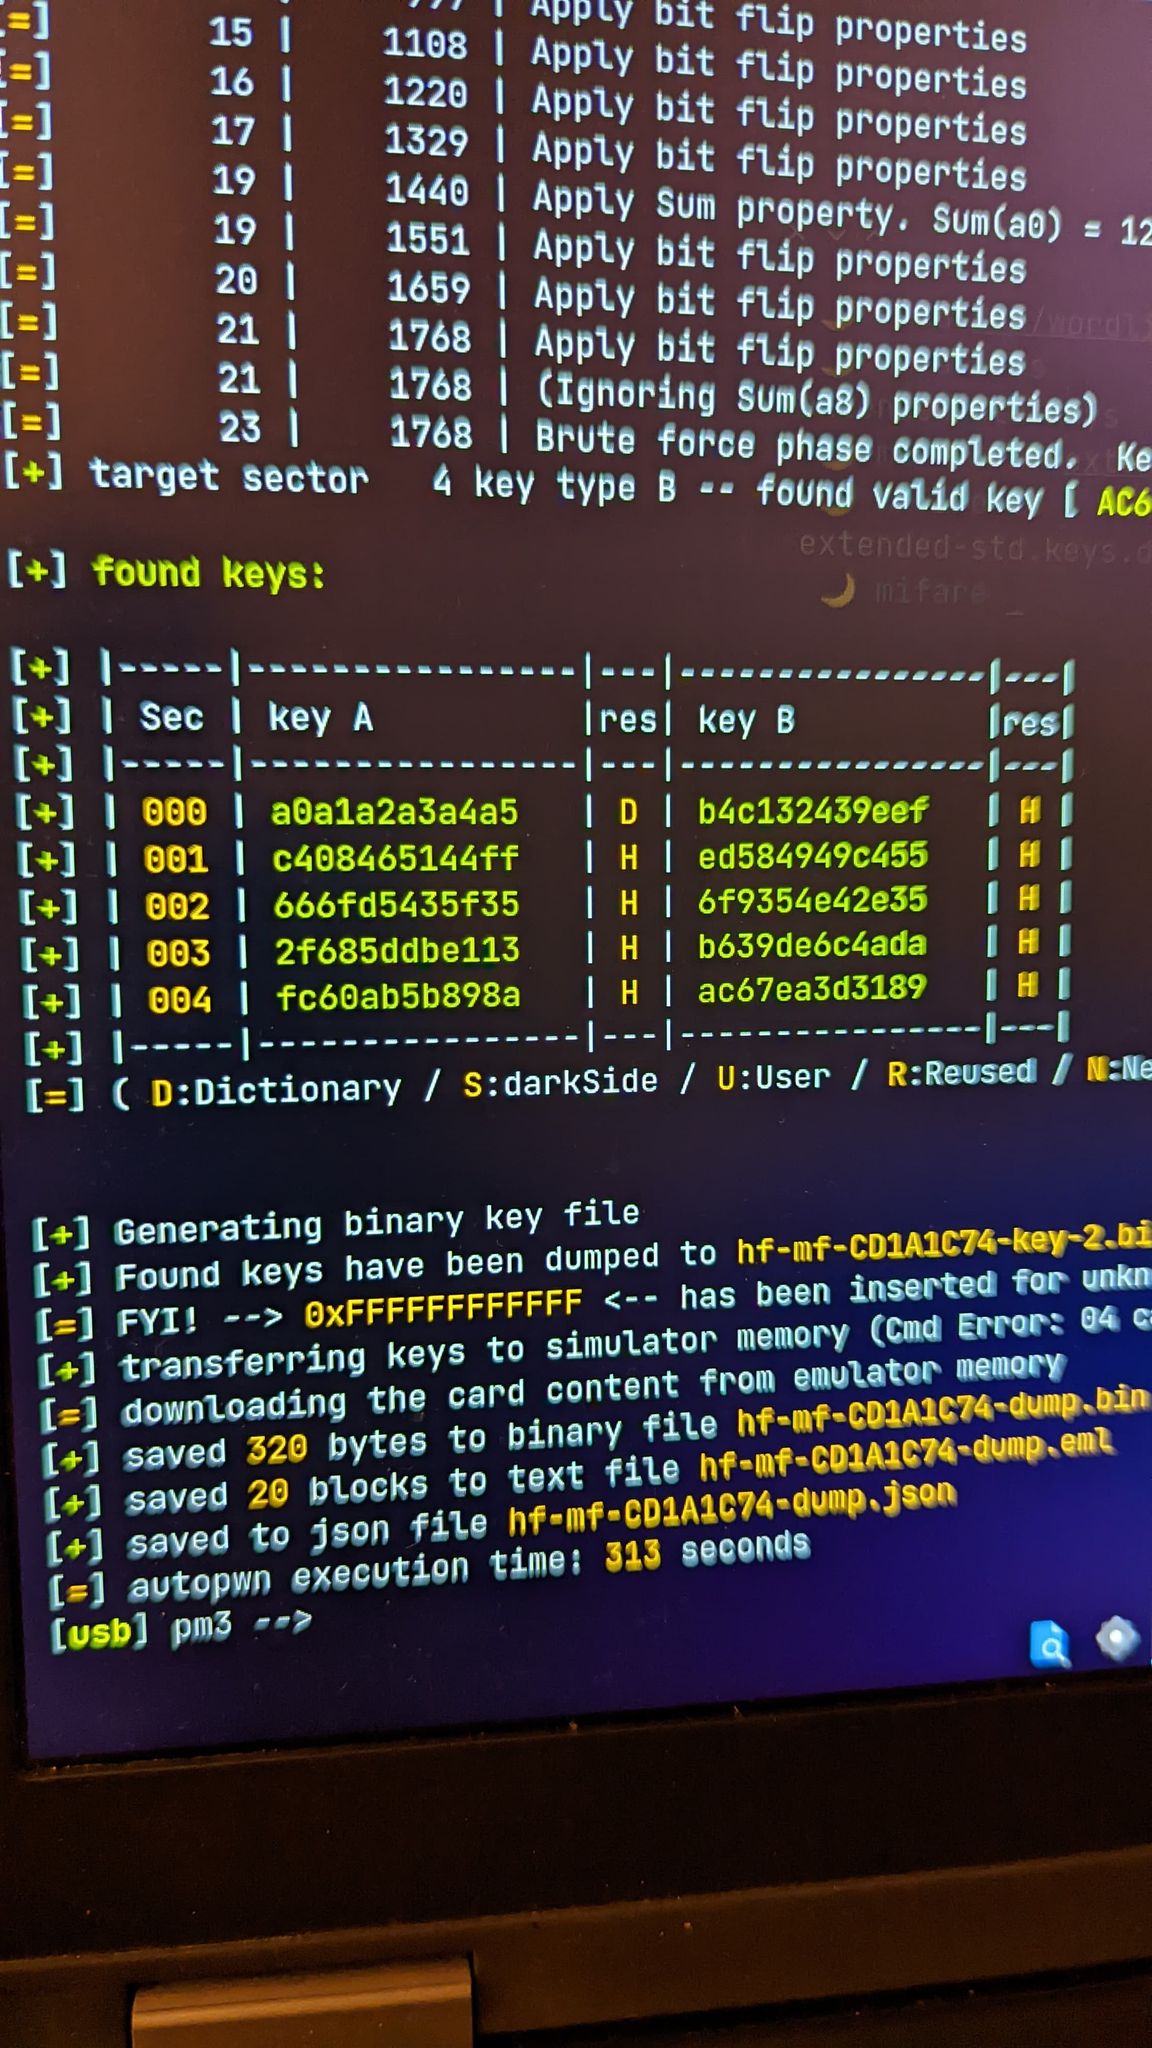 [=] 15 | Apply bit flip properties
[=] 16 | 1108 | Apply bit flip properties
[=] 17 | 1220 | Apply bit flip properties
[=] 19 | 1329 | Apply bit flip properties
[=] 19 | 1440 | Apply Sum property. Sum(a0) = 12
[=] 20 | 1551 | Apply bit flip properties
[=] 21 | 1659 | Apply bit flip properties
[=] 21 | 1768 | Apply bit flip properties
[=] 23 | 1768 | (Ignoring Sum(a8) properties)
1768 | Brute force phase completed. Ke
[+] target sector 4 key type B -- found valid key [ AC6
extended-std.keys.d
[+] found keys:
mifare _
[+] |-----|----------------|---|----------------|---|
[+] | Sec | key A |res| key B |res|
[+] |-----|----------------|---|----------------|---|
[+] | 000 | a0a1a2a3a4a5 | D | b4c132439eef | H |
[+] | 001 | c408465144ff | H | ed584949c455 | H |
[+] | 002 | 666fd5435f35 | H | 6f9354e42e35 | H |
[+] | 003 | 2f685ddbe113 | H | b639de6c4ada | H |
[+] | 004 | fc60ab5b898a | H | ac67ea3d3189 | H |
[+] |-----|----------------|---|----------------|---|
[=] ( D:Dictionary / S:darkSide / U:User / R:Reused / N:Ne
[+] Generating binary key file
[+] Found keys have been dumped to hf-mf-CD1A1C74-key-2.bi
[=] FYI! --> 0xFFFFFFFFFFFF <-- has been inserted for unkn
[+] transferring keys to simulator memory (Cmd Error: 04 c
[=] downloading the card content from emulator memory
[+] saved 320 bytes to binary file hf-mf-CD1A1C74-dump.bin
[+] saved 20 blocks to text file hf-mf-CD1A1C74-dump.eml
[+] saved to json file hf-mf-CD1A1C74-dump.json
[=] autopwn execution time: 313 seconds
[usb] pm3 -->